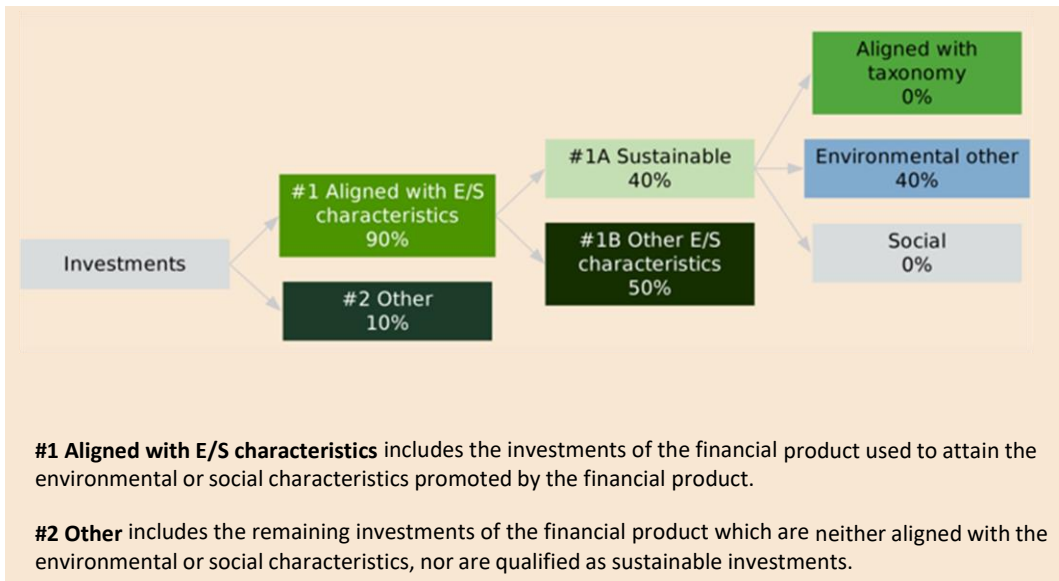 Aligned with
taxonomy
0%
#1A Sustainable
40%
Environmental other
40%
#1 Aligned with E/S
characteristics
90%
#1B Other E/S
characteristics
50%
Social
0%
Investments
#2 Other
10%
#1 Aligned with E/S characteristics includes the investments of the financial product used to attain the
environmental or social characteristics promoted by the financial product.
#2 Other includes the remaining investments of the financial product which are neither aligned with the
environmental or social characteristics, nor are qualified as sustainable investments.